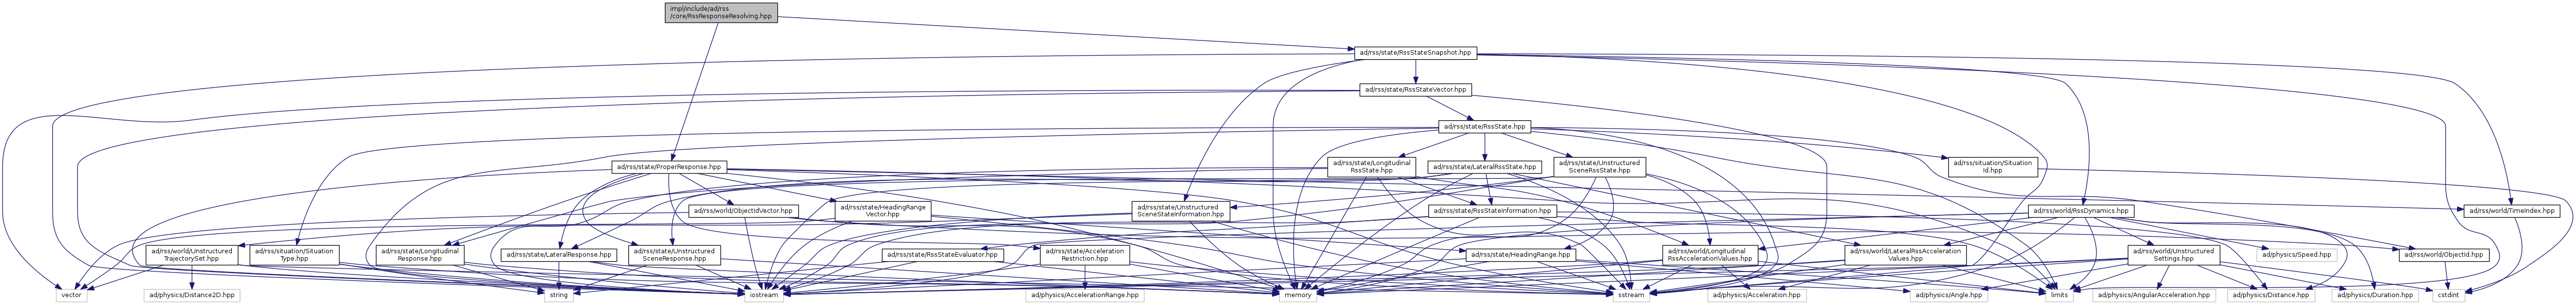 impl/include/ad/rss
/core/RssResponseResolving.hpp
ad/rss/state/RssStateSnapshot.hpp
ad/rss/state/RssStateVector.hpp
ad/rss/state/RssState.hpp
ad/rss/state/ProperResponse.hpp
ad/rss/state/Longitudinal
RssState.hpp
ad/rss/state/LateralRssState.hpp
ad/rss/state/Unstructured
SceneRssState.hpp
ad/rss/situation/Situation
Id.hpp
ad/rss/world/ObjectIdVector.hpp
ad/rss/state/HeadingRange
Vector.hpp
ad/rss/state/Unstructured
SceneStateInformation.hpp
ad/rss/state/RssStateInformation.hpp
ad/rss/world/RssDynamics.hpp
ad/rss/world/TimeIndex.hpp
ad/rss/world/Unstructured
TrajectorySet.hpp
ad/rss/situation/Situation
Type.hpp
ad/rss/state/Longitudinal
Response.hpp
ad/rss/state/LateralResponse.hpp
ad/rss/state/Unstructured
SceneResponse.hpp
ad/rss/state/RssStateEvaluator.hpp
ad/rss/state/Acceleration
Restriction.hpp
ad/rss/state/HeadingRange.hpp
ad/rss/world/Longitudinal
RssAccelerationValues.hpp
ad/rss/world/LateralRssAcceleration
Values.hpp
ad/rss/world/Unstructured
Settings.hpp
ad/physics/Speed.hpp
ad/rss/world/ObjectId.hpp
vector
ad/physics/Distance2D.hpp
string
iostream
memory
sstream
ad/physics/AccelerationRange.hpp
ad/physics/Acceleration.hpp
ad/physics/Angle.hpp
limits
ad/physics/AngularAcceleration.hpp
ad/physics/Distance.hpp
ad/physics/Duration.hpp
cstdint